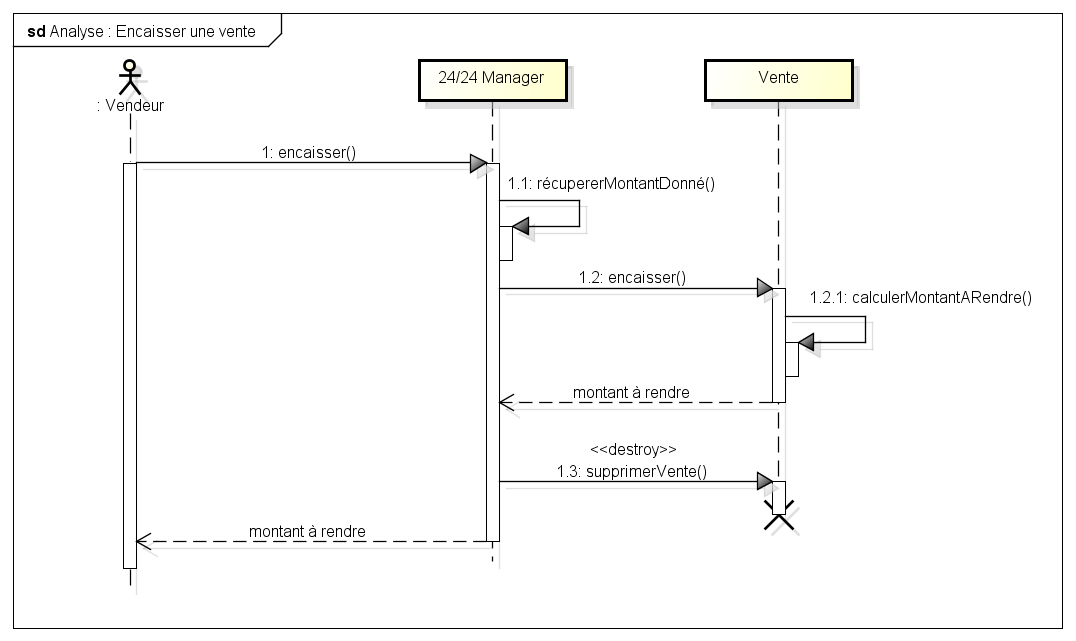 sd Analyse : Encaisser une vente
24/24 Manager
Vente
: Vendeur
1: encaisser()
1.1: récupererMontantDonné()
1.2: encaisser()
1.2.1: calculerMontantARendre()
montant à rendre
<<destroy>>
1.3: supprimerVente()
montant à rendre